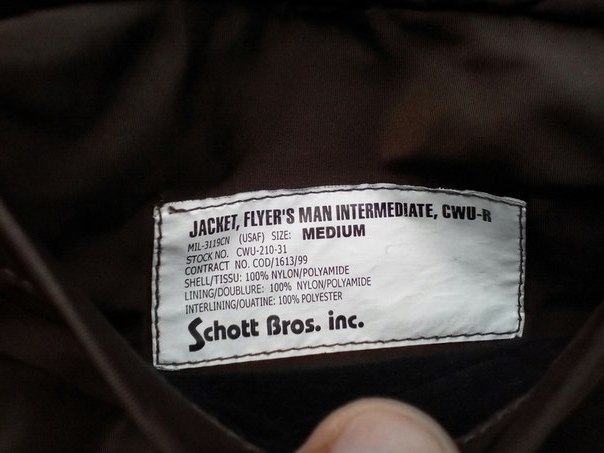 JACKET, FLYER'S MAN INTERMEDIATE, CWU-R
MIL-3119CN (USAF) SIZE: MEDIUM
STOCK NO. CWU-210-31
CONTRACT NO. COD/1613/99
SHELL/TISSU: 100% NYLON/POLYAMIDE
LINING/DOUBLURE: 100% NYLON/POLYAMIDE
INTERLINING/OUATINE: 100% POLYESTER
Schott Bros. inc.